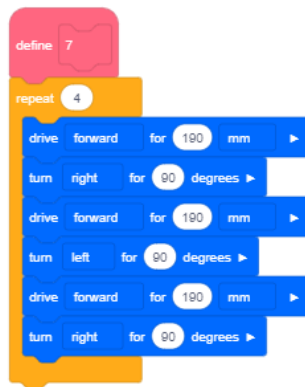 define 7
repeat 4
drive forward for 190 mm
turn right for 90 degrees
drive forward for 190 mm
turn left for 90 degrees
drive forward for 190 mm
turn right for 90 degrees